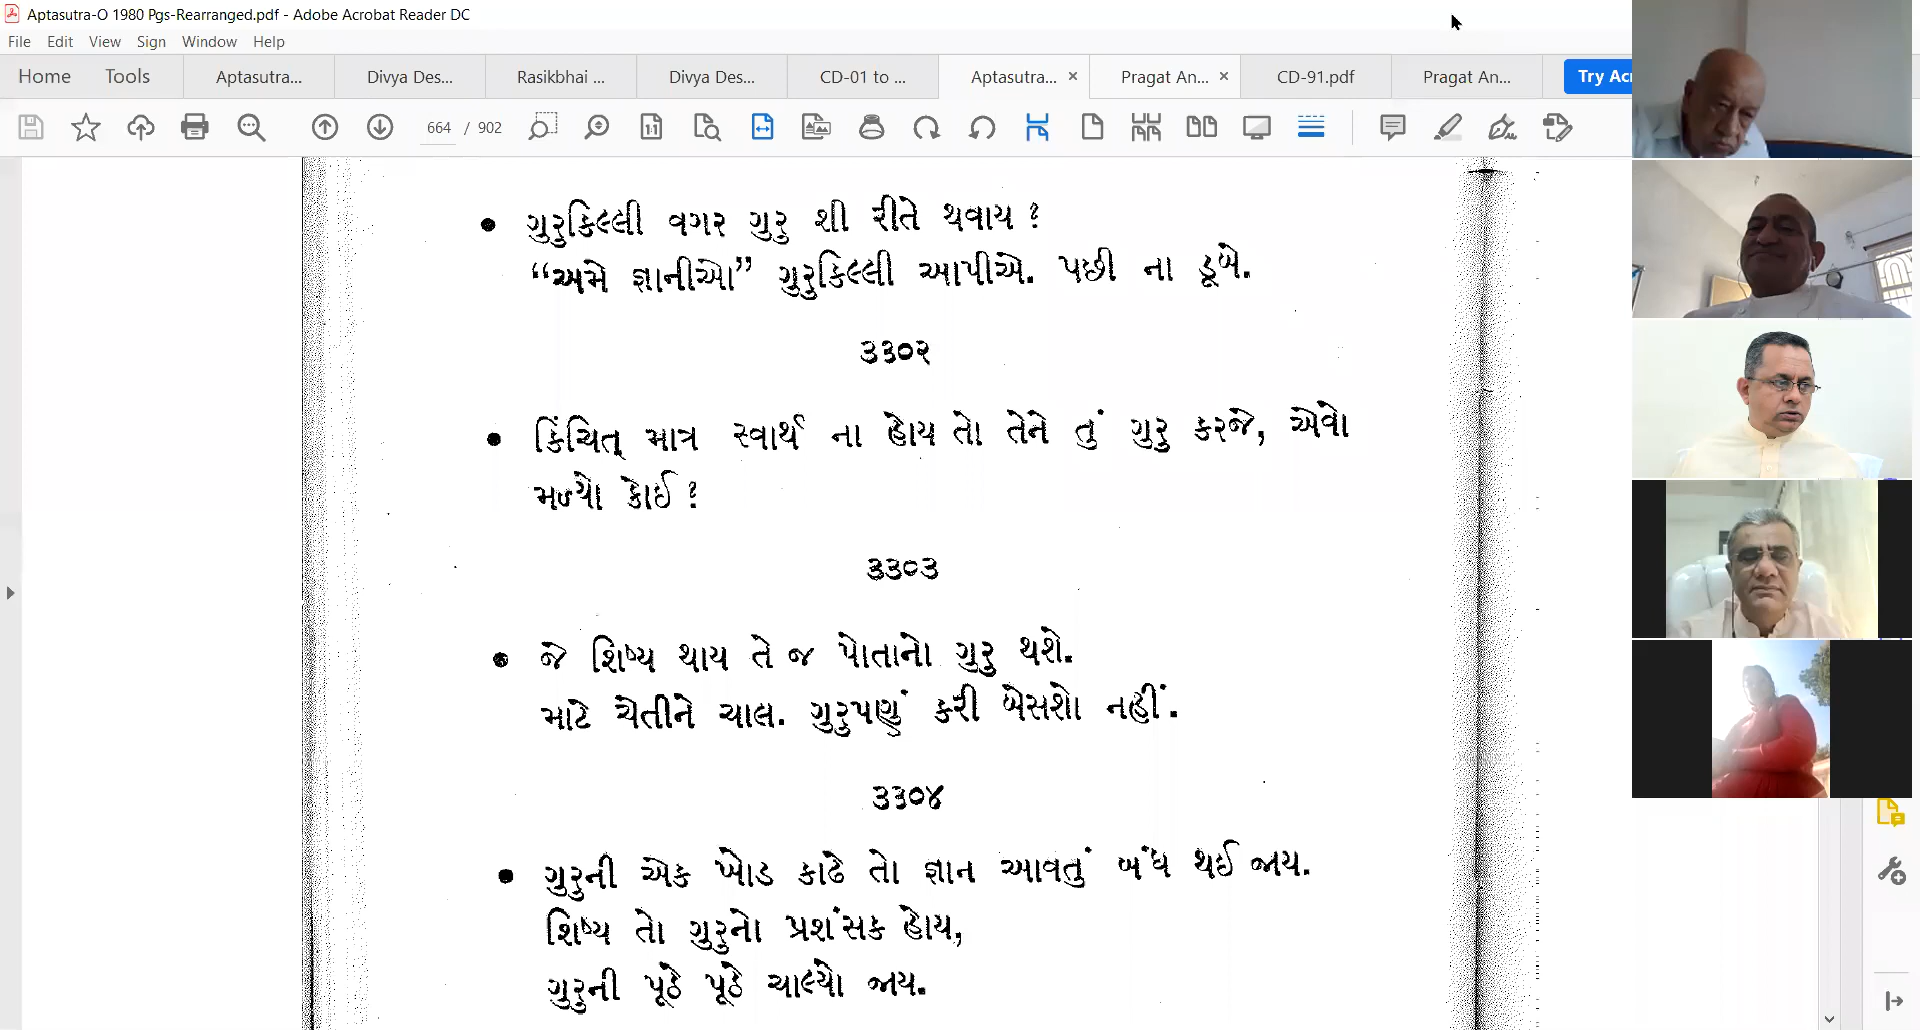 Aptasutra-O 1980 Pgs-Rearranged.pdf - Adobe Acrobat Reader DC
File Edit View Sign Window Help
Home Tools Aptasutra... Divya Des... Rasikbhai ... Divya Des... CD-01 to ... Aptasutra... × Pragat An... × CD-91.pdf Pragat An... Try Acr
664 / 902
• ગુરુકિલ્લી વગર ગુરુ શી રીતે થવાય ?
“અમે જ્ઞાનીઓ” ગુરુકિલ્લી આપીએ. પછી ના ડૂબે.
૩૩૦૨
• કિંચિત્ માત્ર સ્વાર્થ ના હોય તો તેને તું ગુરુ કરજે, એવો
મળ્યો કોઈ ?
૩૩૦૩
• જે શિષ્ય થાય તે જ પોતાનો ગુરુ થશે.
માટે ચેતીને ચાલ. ગુરુપણું કરી બેસશો નહીં.
૩૩૦૪
• ગુરુની એક ખોડ કાઢે તો જ્ઞાન આવતું બંધ થઈ જાય.
શિષ્ય તો ગુરુનો પ્રશંસક હોય,
ગુરુની પૂઠે પૂઠે ચાલ્યો જાય.